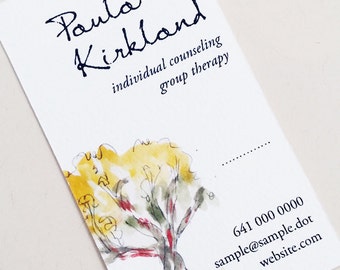 Paula
Kirkland
individual counseling
group therapy
............
641 000 0000
sample@sample.dot
website.com